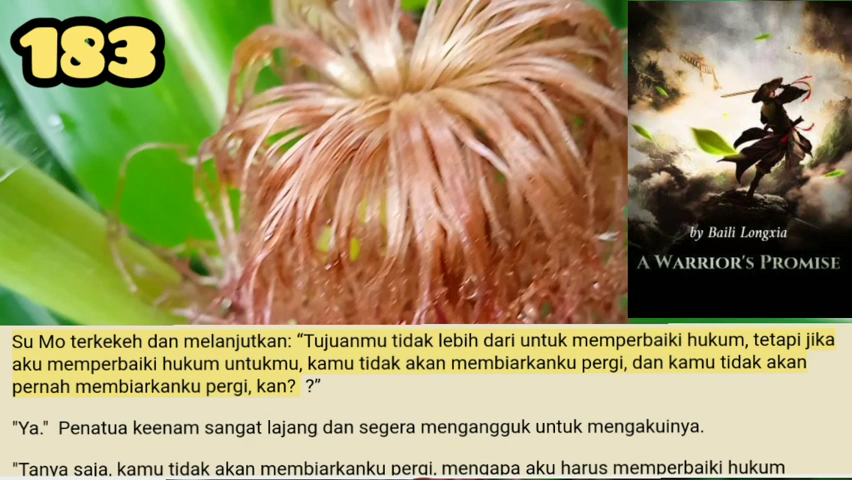 183
by Baili Longxia
A WARRIOR'S PROMISE
Su Mo terkekeh dan melanjutkan: “Tujuanmu tidak lebih dari untuk memperbaiki hukum, tetapi jika
aku memperbaiki hukum untukmu, kamu tidak akan membiarkanku pergi, dan kamu tidak akan
pernah membiarkanku pergi, kan? ?”
"Ya." Penatua keenam sangat lajang dan segera mengangguk untuk mengakuinya.
"Tanya saja, kamu tidak akan membiarkanku pergi, mengapa aku harus memperbaiki hukum